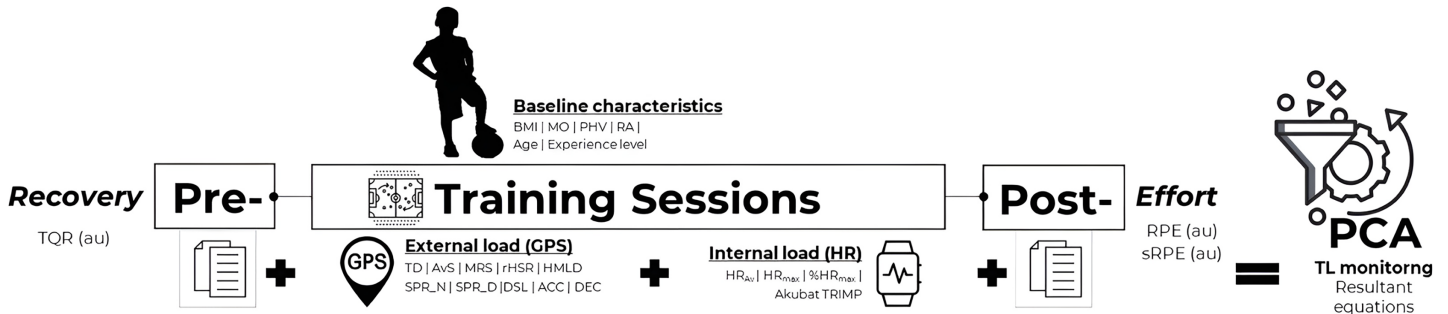 Baseline characteristics
BMI | MO | PHV | RA |
Age | Experience level
Recovery
TQR (au)
Pre-
Training Sessions
Post-
Effort
RPE (au)
sRPE (au)
GPS
External load (GPS)
TD | AvS | MRS | rHSR | HMLD
SPR_N | SPR_D |DSL | ACC | DEC
Internal load (HR)
HRAv | HRmax | %HRmax |
Akubat TRIMP
PCA
TL monitorng
Resultant
equations